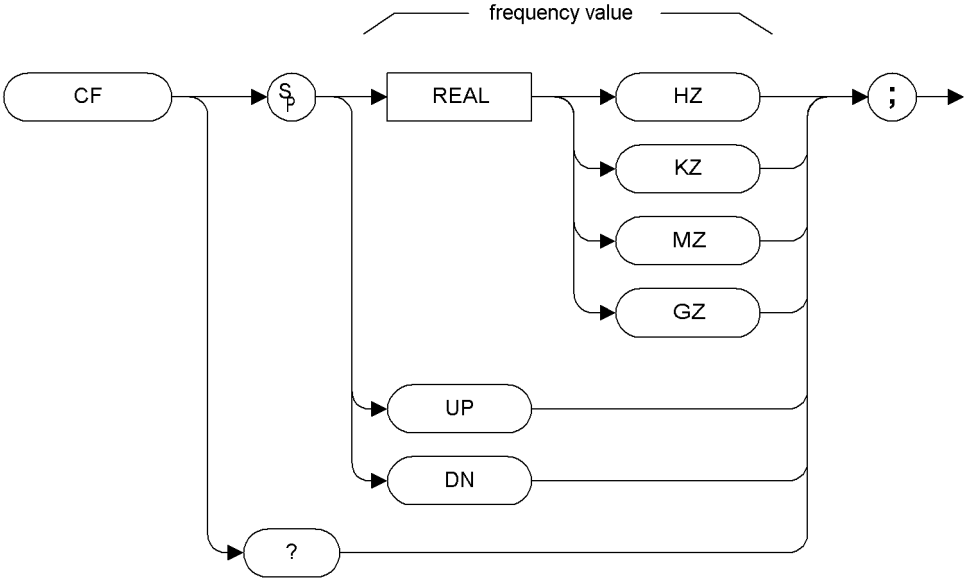 frequency value
CF
SP
REAL
HZ
;
KZ
MZ
GZ
UP
DN
?